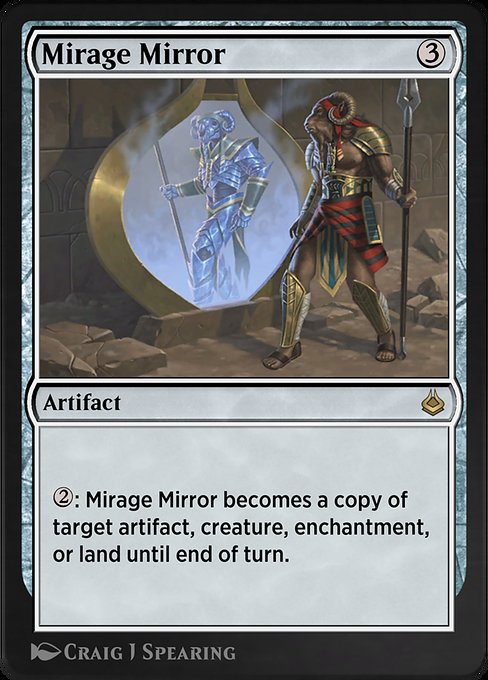 Mirage Mirror 3
Artifact
2: Mirage Mirror becomes a copy of
target artifact, creature, enchantment,
or land until end of turn.
Craig J Spearing